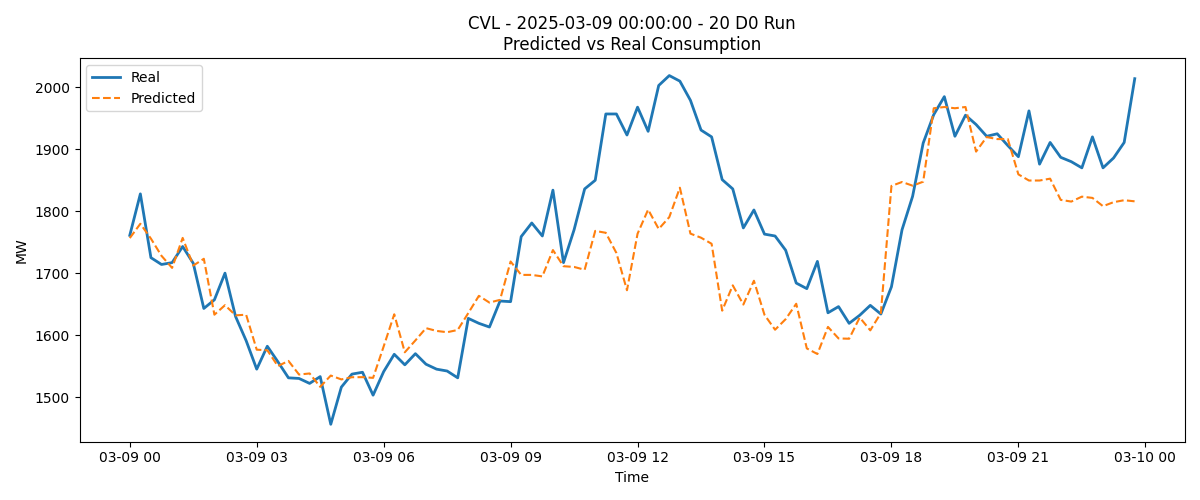 CVL - 2025-03-09 00:00:00 - 20 D0 Run
Predicted vs Real Consumption
Real
Predicted
2000
1900
1800
1700
1600
1500
MW
03-09 00
03-09 03
03-09 06
03-09 09
03-09 12
03-09 15
03-09 18
03-09 21
03-10 00
Time